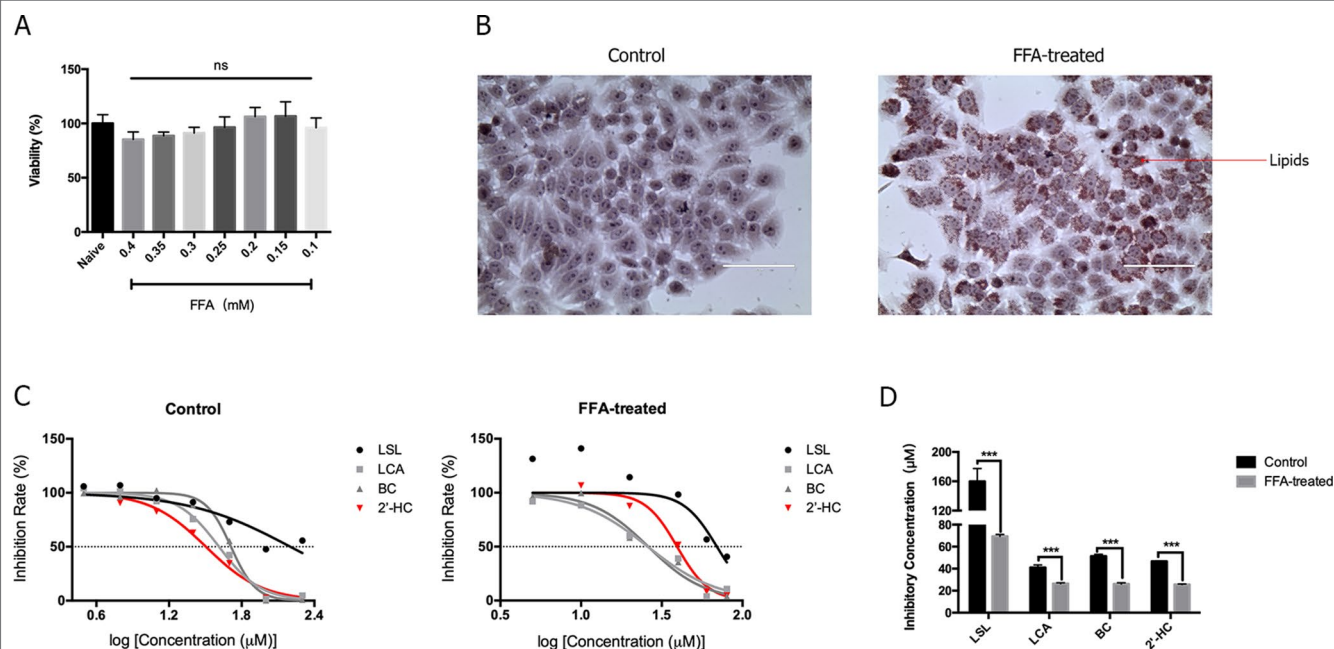 A
ns
Viability (%)
150
100
50
0
Naive
0.4
0.35
0.3
0.25
0.2
0.15
0.1
FFA (mM)
B
Control
FFA-treated
Lipids
C
Control
Inhibition Rate (%)
150
100
50
0
0.6
1.2
1.8
2.4
log [Concentration (μM)]
LSL
LCA
BC
2'-HC
FFA-treated
Inhibition Rate (%)
150
100
50
0
0.5
1.0
1.5
2.0
log [Concentration (μM)]
LSL
LCA
BC
2'-HC
D
Inhibitory Concentration (μM)
200
160
120
80
60
40
20
0
***
***
***
***
LSL
LCA
BC
2'-HC
Control
FFA-treated